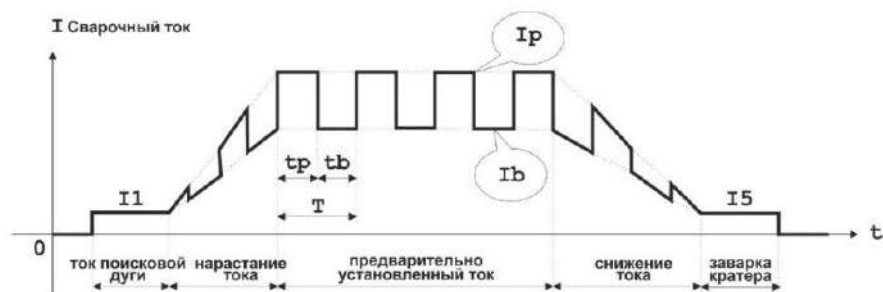 I Сварочный ток
Ip
tp tb
Ib
I1
T
I5
0
t
ток поисковой дуги
нарастание тока
предварительно установленный ток
снижение тока
заварка кратера